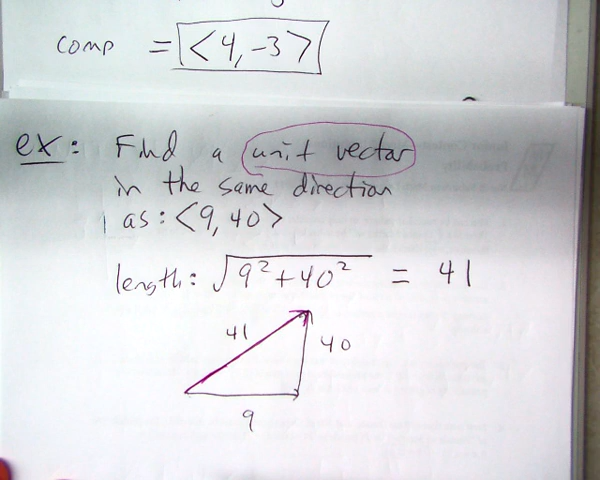 comp = <4, -3>
ex: Find a unit vector
in the same direction
as: <9, 40>
length: √9²+40² = 41
41
40
9